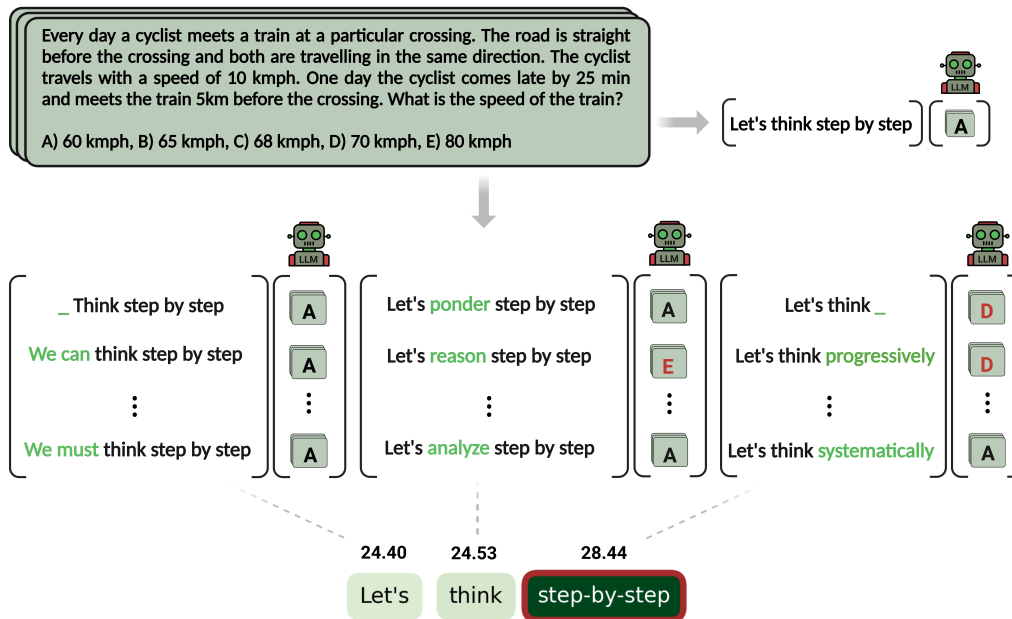 Every day a cyclist meets a train at a particular crossing. The road is straight
before the crossing and both are travelling in the same direction. The cyclist
travels with a speed of 10 kmph. One day the cyclist comes late by 25 min
and meets the train 5km before the crossing. What is the speed of the train?
A) 60 kmph, B) 65 kmph, C) 68 kmph, D) 70 kmph, E) 80 kmph
LLM
Let's think step by step
A
LLM
_ Think step by step
A
We can think step by step
A
We must think step by step
A
LLM
Let's ponder step by step
A
Let's reason step by step
E
Let's analyze step by step
A
LLM
Let's think _
D
Let's think progressively
D
Let's think systematically
A
24.40
24.53
28.44
Let's
think
step-by-step